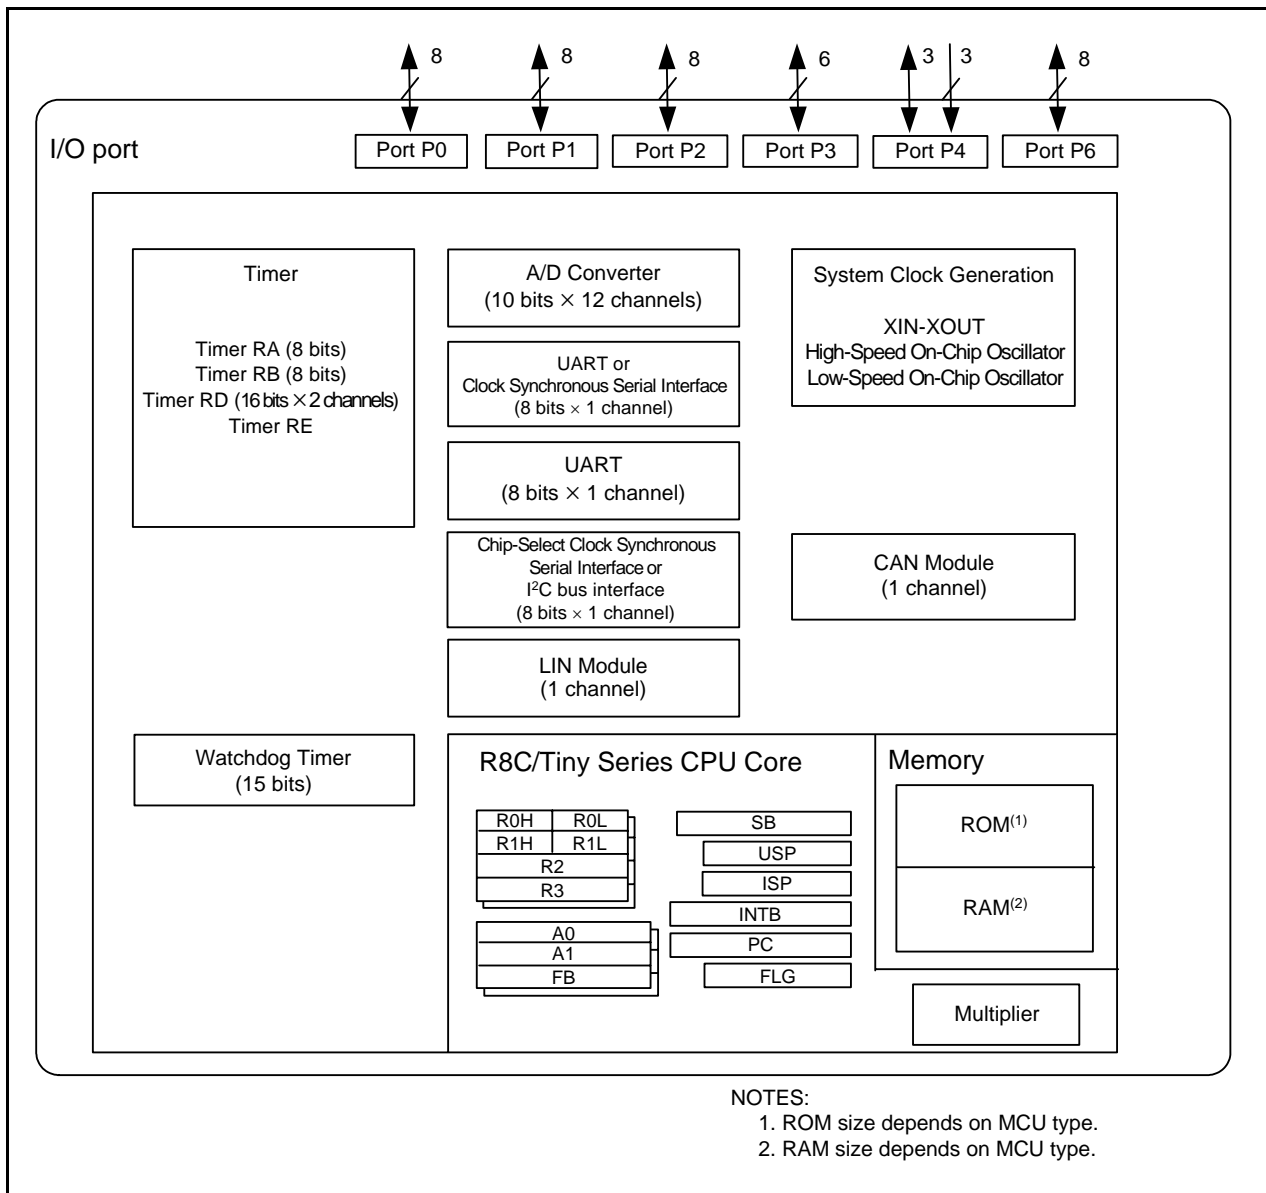 8 8 8 6 3 3 8
I/O port
Port P0 Port P1 Port P2 Port P3 Port P4 Port P6
Timer
Timer RA (8 bits)
Timer RB (8 bits)
Timer RD (16 bits × 2 channels)
Timer RE
A/D Converter
(10 bits × 12 channels)
UART or
Clock Synchronous Serial Interface
(8 bits × 1 channel)
UART
(8 bits × 1 channel)
Chip-Select Clock Synchronous
Serial Interface or
I²C bus interface
(8 bits × 1 channel)
LIN Module
(1 channel)
System Clock Generation
XIN-XOUT
High-Speed On-Chip Oscillator
Low-Speed On-Chip Oscillator
CAN Module
(1 channel)
Watchdog Timer
(15 bits)
R8C/Tiny Series CPU Core
R0H R0L
R1H R1L
R2
R3
A0
A1
FB
SB
USP
ISP
INTB
PC
FLG
Memory
ROM(1)
RAM(2)
Multiplier
NOTES:
1. ROM size depends on MCU type.
2. RAM size depends on MCU type.